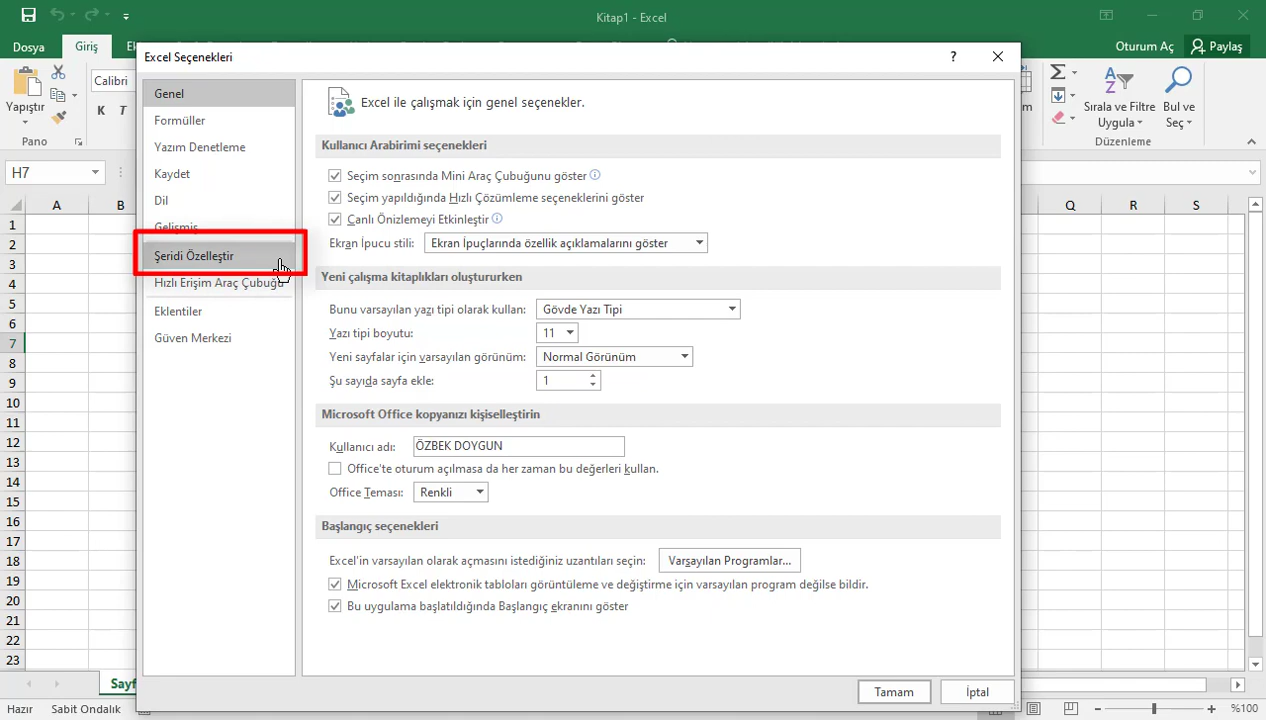 Kitap1 - Excel
Dosya
Giriş
Oturum Aç
Paylaş
Excel Seçenekleri
?
Yapıştır
Pano
Calibri
K
T
Sırala ve Filtre
Uygula
Bul ve
Seç
Düzenleme
H7
Genel
Formüller
Yazım Denetleme
Kaydet
Dil
Gelişmiş
Şeridi Özelleştir
Hızlı Erişim Araç Çubuğu
Eklentiler
Güven Merkezi
Excel ile çalışmak için genel seçenekler.
Kullanıcı Arabirimi seçenekleri
Seçim sonrasında Mini Araç Çubuğunu göster
Seçim yapıldığında Hızlı Çözümleme seçeneklerini göster
Canlı Önizlemeyi Etkinleştir
Ekran İpucu stili: Ekran İpuçlarında özellik açıklamalarını göster
Yeni çalışma kitaplıkları oluştururken
Bunu varsayılan yazı tipi olarak kullan: Gövde Yazı Tipi
Yazı tipi boyutu: 11
Yeni sayfalar için varsayılan görünüm: Normal Görünüm
Şu sayıda sayfa ekle: 1
Microsoft Office kopyanızı kişiselleştirin
Kullanıcı adı: ÖZBEK DOYGUN
Office'te oturum açılmasa da her zaman bu değerleri kullan.
Office Teması: Renkli
Başlangıç seçenekleri
Excel'in varsayılan olarak açmasını istediğiniz uzantıları seçin: Varsayılan Programlar...
Microsoft Excel elektronik tabloları görüntüleme ve değiştirme için varsayılan program değilse bildir.
Bu uygulama başlatıldığında Başlangıç ekranını göster
Tamam
İptal
A B Q R S
1
2
3
4
5
6
7
8
9
10
11
12
13
14
15
16
17
18
19
20
21
22
23
Hazır
Sabit Ondalık
%100